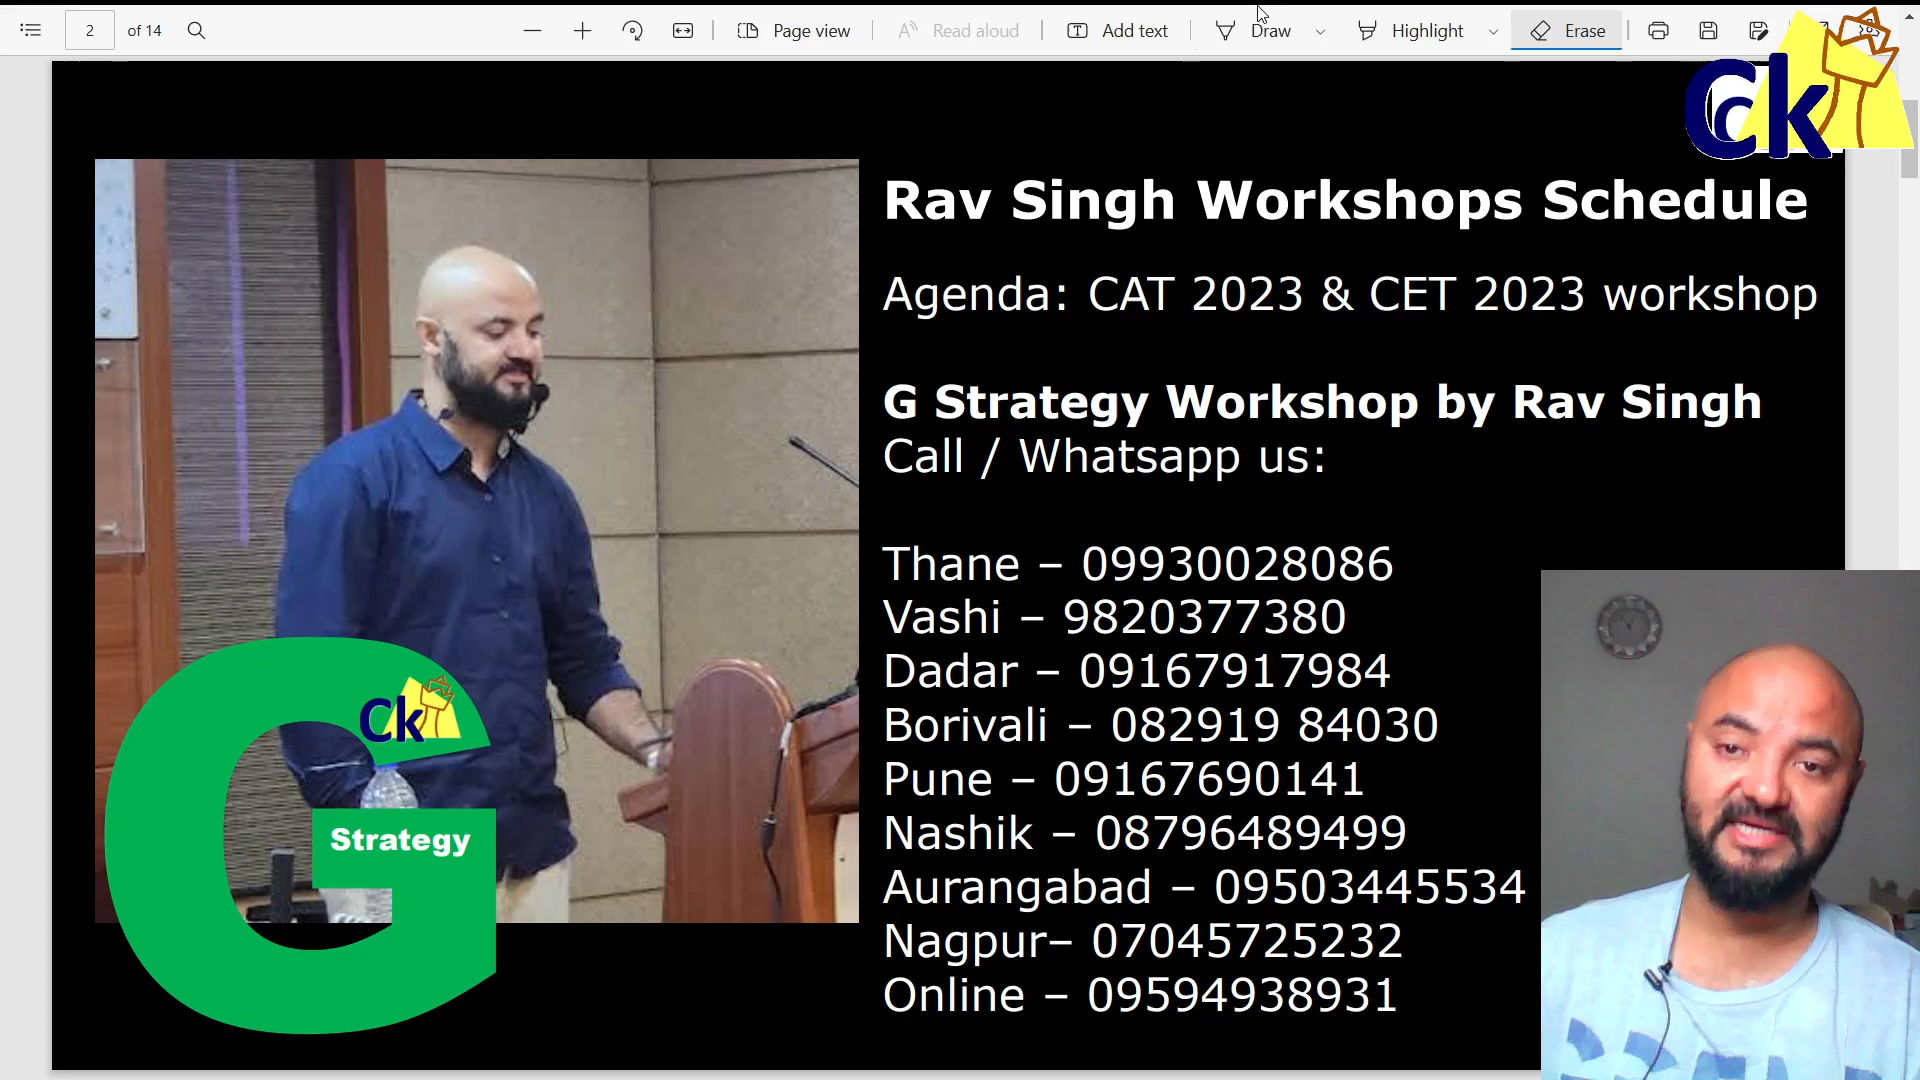 2 of 14 Page view Read aloud Add text Draw Highlight Erase
Ck
Rav Singh Workshops Schedule
Agenda: CAT 2023 & CET 2023 workshop
G Strategy Workshop by Rav Singh
Call / Whatsapp us:
Thane – 09930028086
Vashi – 9820377380
Dadar – 09167917984
Borivali – 082919 84030
Pune – 09167690141
Nashik – 08796489499
Aurangabad – 09503445534
Nagpur– 07045725232
Online – 09594938931
Ck
G
Strategy